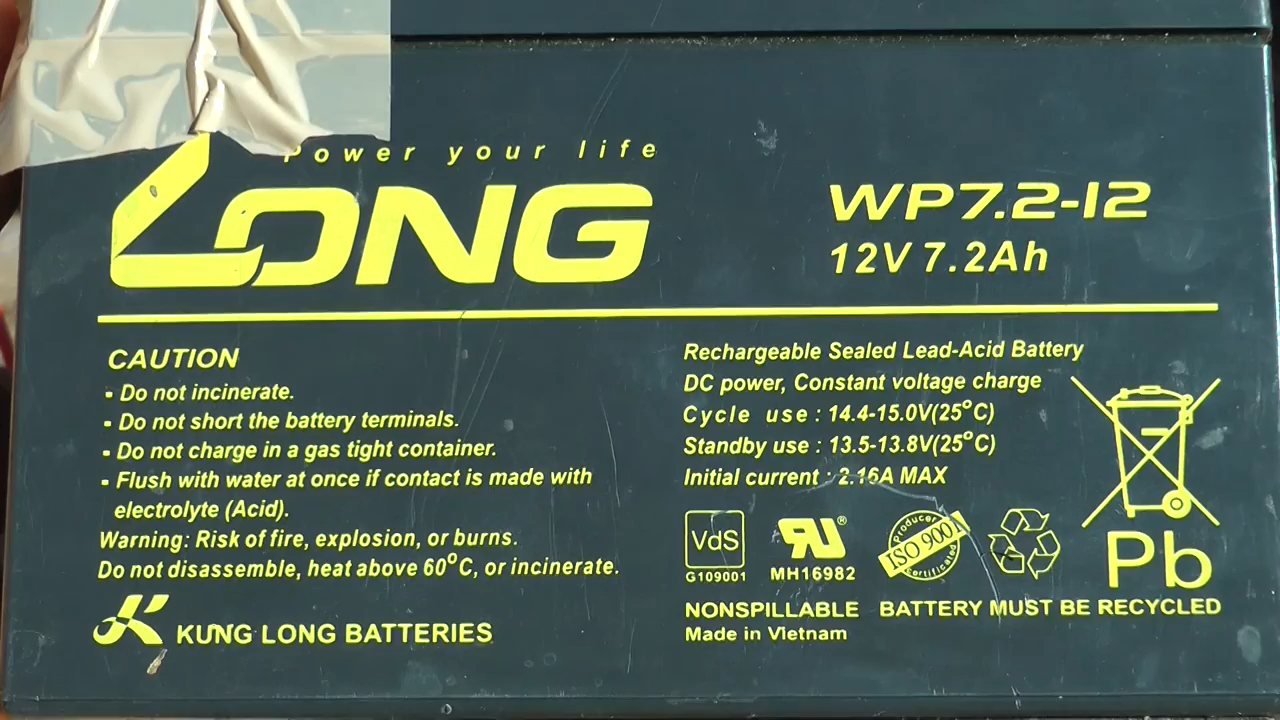 Power your life
LONG
WP7.2-12
12V 7.2Ah
CAUTION
▪ Do not incinerate.
▪ Do not short the battery terminals.
▪ Do not charge in a gas tight container.
▪ Flush with water at once if contact is made with
electrolyte (Acid).
Warning: Risk of fire, explosion, or burns.
Do not disassemble, heat above 60°C, or incinerate.
KUNG LONG BATTERIES
Rechargeable Sealed Lead-Acid Battery
DC power, Constant voltage charge
Cycle use : 14.4-15.0V(25°C)
Standby use : 13.5-13.8V(25°C)
Initial current : 2.16A MAX
VdS
G109001
RU®
MH16982
Producer
ISO 9001
Certificated
Pb
NONSPILLABLE BATTERY MUST BE RECYCLED
Made in Vietnam